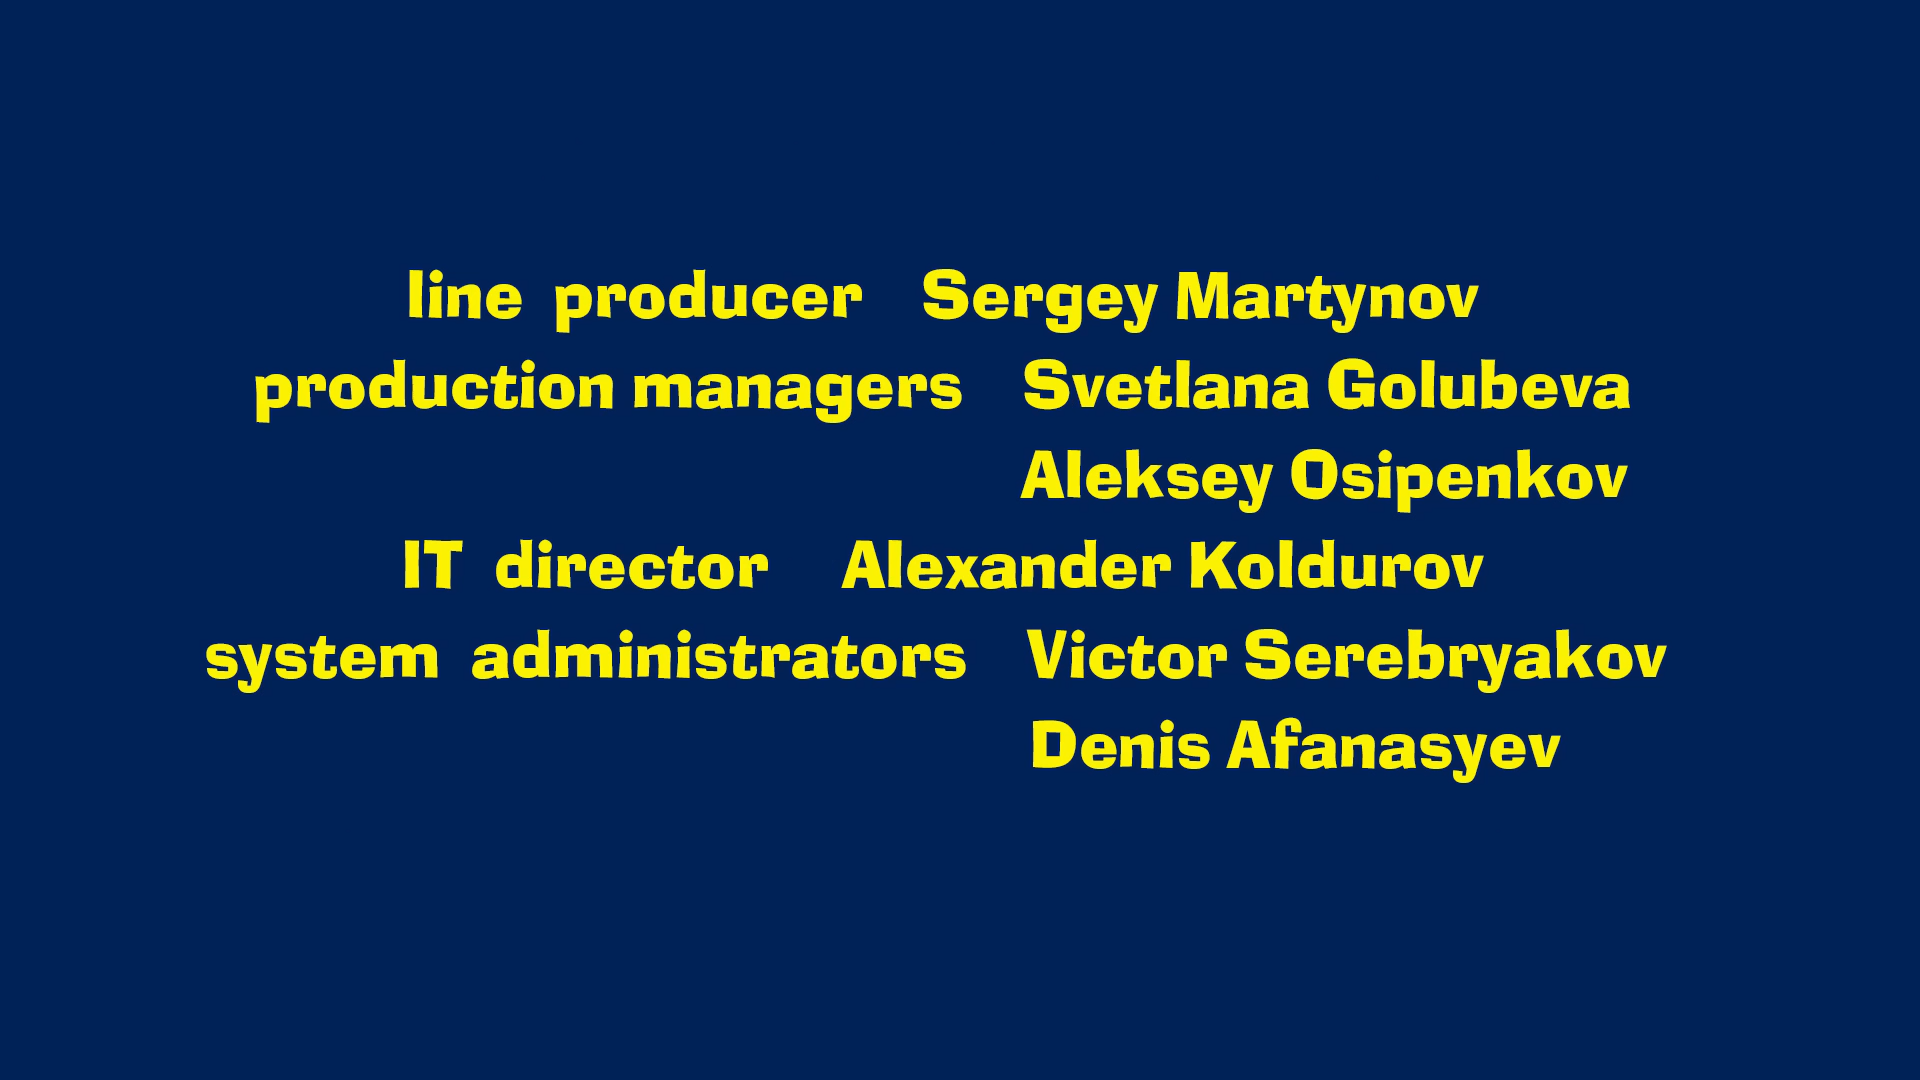 line producer Sergey Martynov
production managers Svetlana Golubeva
Aleksey Osipenkov
IT director Alexander Koldurov
system administrators Victor Serebryakov
Denis Afanasyev